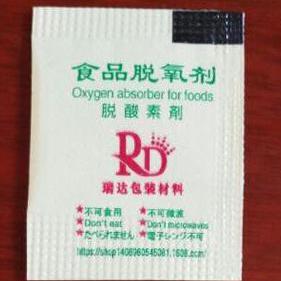 食品脱氧剂
Oxygen absorber for foods
脱酸素剤
RD
瑞达包装材料
★不可食用 ★不可微波
★Don't eat ★Don't microwaves
★たべられません ★電子レンジ不可